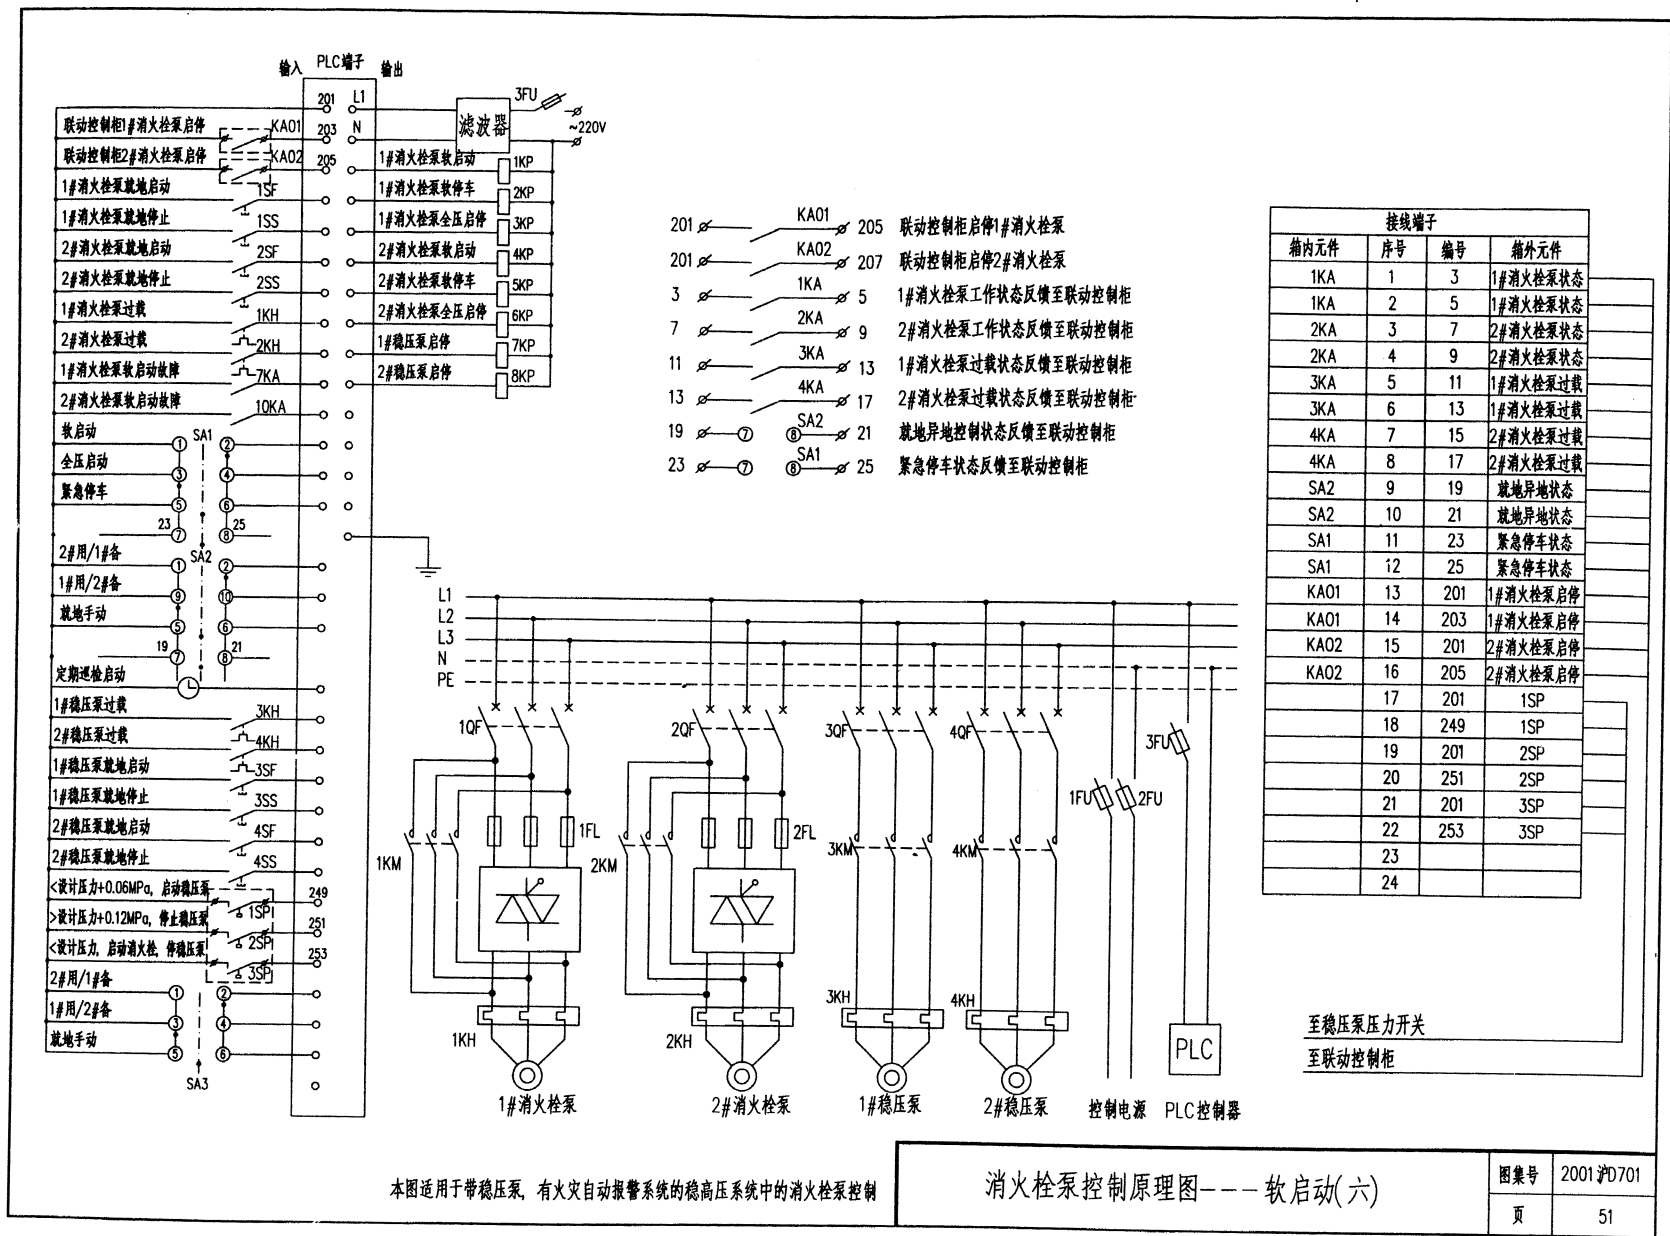 输入 PLC端子 输出
201 L1 3FU
联动控制柜1#消火栓泵启停 KA01 203 N 滤波器 ~220V
联动控制柜2#消火栓泵启停 KA02 205 1#消火栓泵软启动 1KP
1#消火栓泵就地启动 1SF 1#消火栓泵软停车 2KP
1#消火栓泵就地停止 1SS 1#消火栓泵全压启停 3KP
2#消火栓泵就地启动 2SF 2#消火栓泵软启动 4KP
2#消火栓泵就地停止 2SS 2#消火栓泵软停车 5KP
1#消火栓泵过载 1KH 2#消火栓泵全压启停 6KP
2#消火栓泵过载 2KH 1#稳压泵启停 7KP
1#消火栓泵软启动故障 7KA 2#稳压泵启停 8KP
2#消火栓泵软启动故障 10KA
软启动 1 SA1 2
全压启动 3 4
紧急停车 5 6
23 7 8 25
2#用/1#备 1 SA2 2
1#用/2#备 9 10
就地手动 5 6
19 7 8 21
定期巡检启动
1#稳压泵过载 3KH
2#稳压泵过载 4KH
1#稳压泵就地启动 3SF
1#稳压泵就地停止 3SS
2#稳压泵就地启动 4SF
2#稳压泵就地停止 4SS
<设计压力+0.06MPa, 启动稳压泵 1SP 249
>设计压力+0.12MPa, 停止稳压泵 2SP 251
<设计压力, 启动消火栓, 停稳压泵 3SP 253
2#用/1#备 1 2
1#用/2#备 3 4
就地手动 5 6
SA3
201 KA01 205 联动控制柜启停1#消火栓泵
201 KA02 207 联动控制柜启停2#消火栓泵
3 1KA 5 1#消火栓泵工作状态反馈至联动控制柜
7 2KA 9 2#消火栓泵工作状态反馈至联动控制柜
11 3KA 13 1#消火栓泵过载状态反馈至联动控制柜
13 4KA 17 2#消火栓泵过载状态反馈至联动控制柜
19 7 SA2 8 21 就地异地控制状态反馈至联动控制柜
23 7 SA1 8 25 紧急停车状态反馈至联动控制柜
接线端子
箱内元件 序号 编号 箱外元件
1KA 1 3 1#消火栓泵状态
1KA 2 5 1#消火栓泵状态
2KA 3 7 2#消火栓泵状态
2KA 4 9 2#消火栓泵状态
3KA 5 11 1#消火栓泵过载
3KA 6 13 1#消火栓泵过载
4KA 7 15 2#消火栓泵过载
4KA 8 17 2#消火栓泵过载
SA2 9 19 就地异地状态
SA2 10 21 就地异地状态
SA1 11 23 紧急停车状态
SA1 12 25 紧急停车状态
KA01 13 201 1#消火栓泵启停
KA01 14 203 1#消火栓泵启停
KA02 15 201 2#消火栓泵启停
KA02 16 205 2#消火栓泵启停
17 201 1SP
18 249 1SP
19 201 2SP
20 251 2SP
21 201 3SP
22 253 3SP
23
24
至稳压泵压力开关
至联动控制柜
L1
L2
L3
N
PE
1QF 2QF 3QF 4QF 3FU
1FU 2FU
1KM 1FL 2KM 2FL 3KM 4KM
1KH 2KH 3KH 4KH PLC
1#消火栓泵 2#消火栓泵 1#稳压泵 2#稳压泵 控制电源 PLC控制器
本图适用于带稳压泵, 有火灾自动报警系统的稳高压系统中的消火栓泵控制
消火栓泵控制原理图---软启动(六)
图集号 2001沪D701
页 51